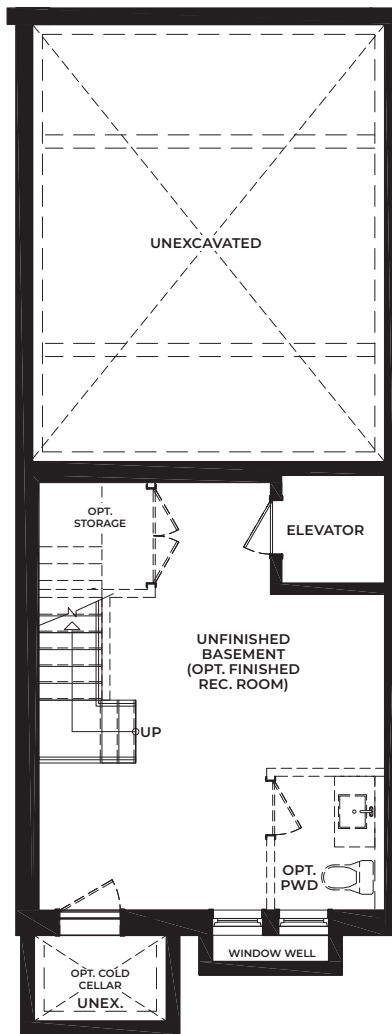 UNEXCAVATED
OPT.
STORAGE
ELEVATOR
UNFINISHED
BASEMENT
(OPT. FINISHED
REC. ROOM)
UP
OPT.
PWD
WINDOW WELL
OPT. COLD
CELLAR
UNEX.